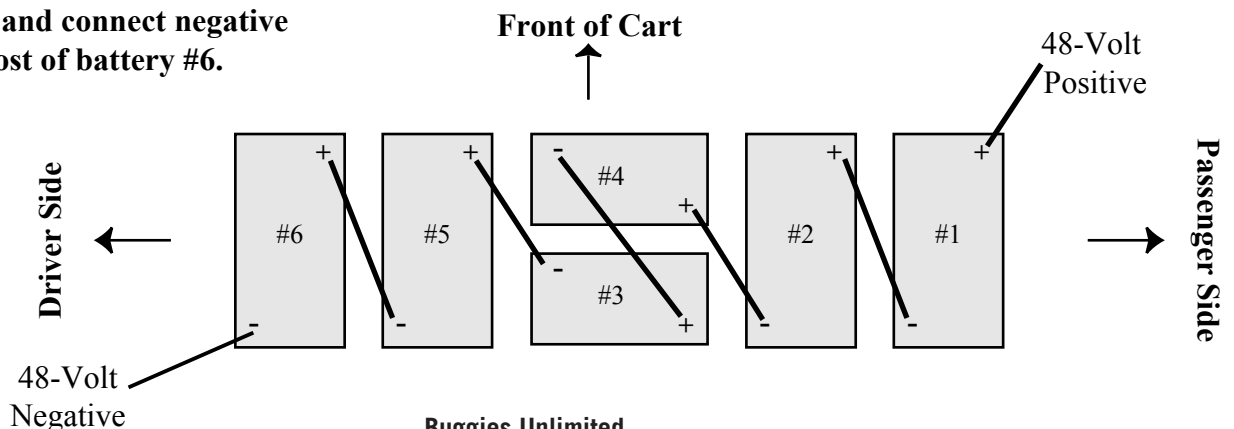 and connect negative
ost of battery #6.
Front of Cart
48-Volt
Positive
Driver Side
Passenger Side
+ + - + +
#4
+
#6 #5 #2 #1
-
#3
- - + - -
48-Volt
Negative
Buggies Unlimited